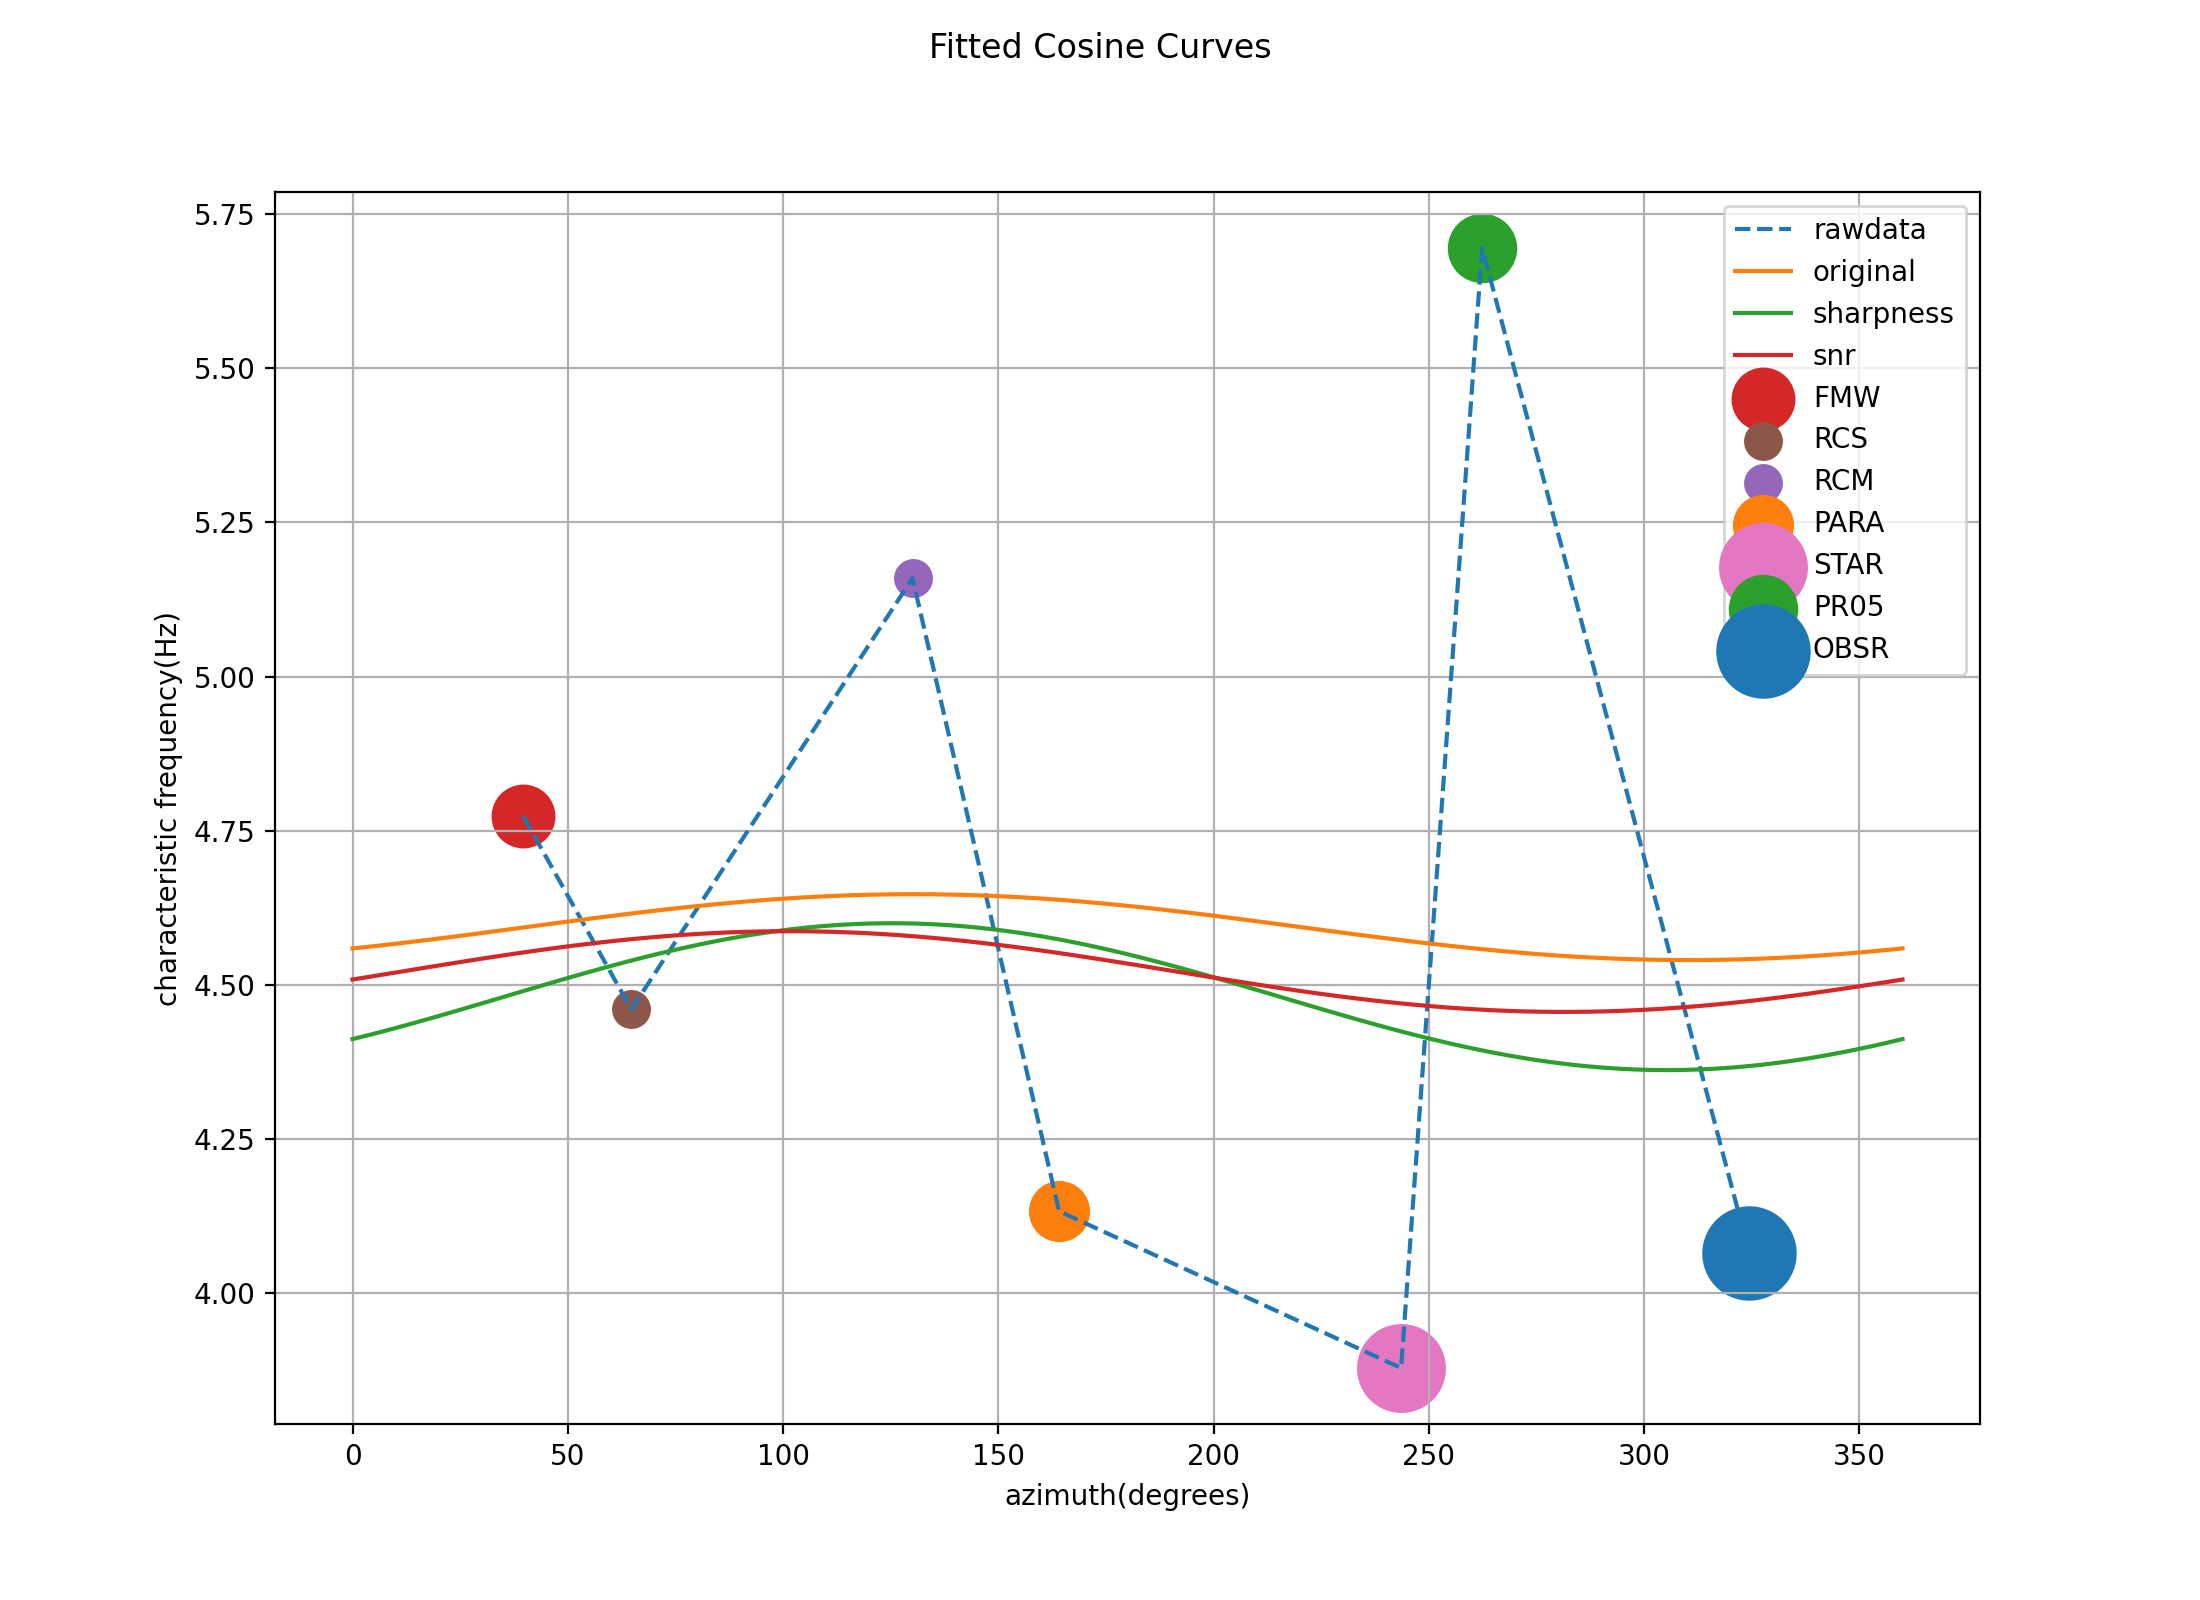 Fitted Cosine Curves
5.75
5.50
5.25
5.00
4.75
4.50
4.25
4.00
characteristic frequency(Hz)
rawdata
original
sharpness
snr
FMW
RCS
RCM
PARA
STAR
PR05
OBSR
0 50 100 150 200 250 300 350
azimuth(degrees)